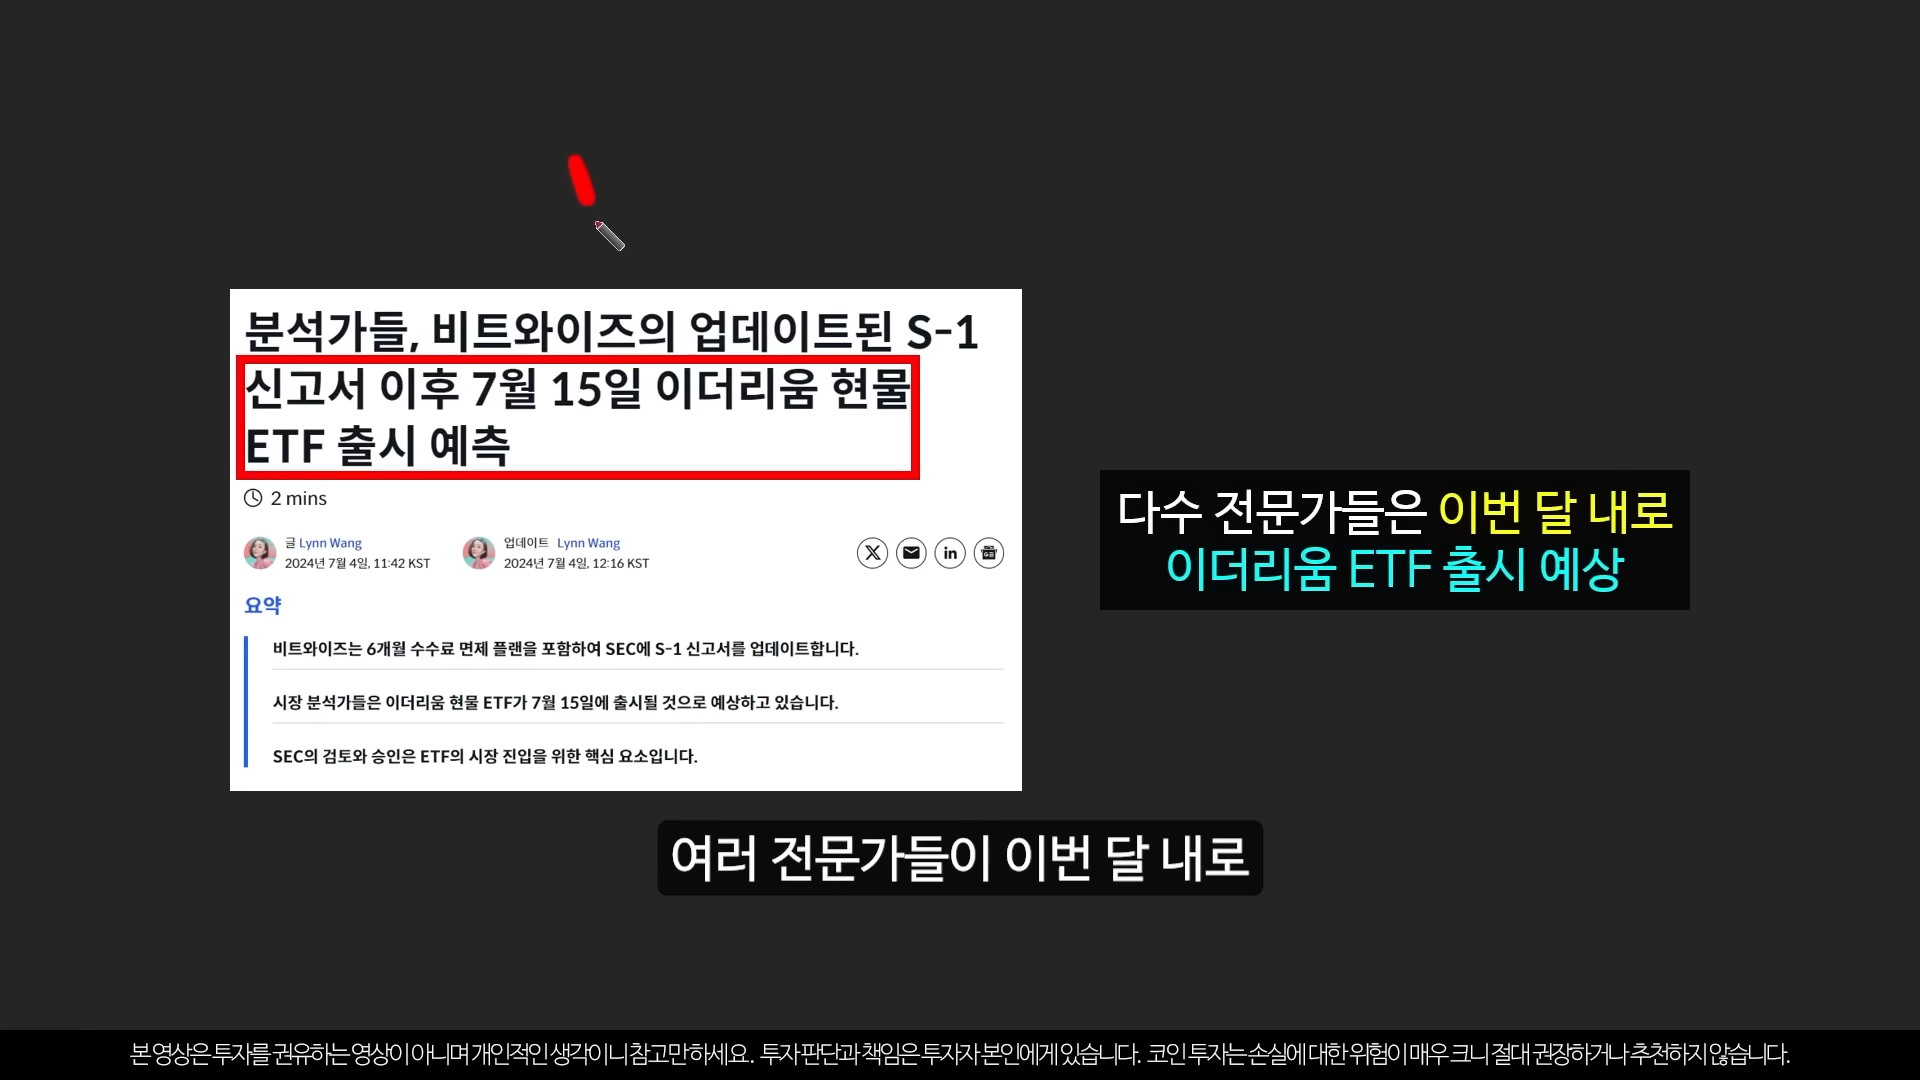 분석가들, 비트와이즈의 업데이트된 S-1
신고서 이후 7월 15일 이더리움 현물
ETF 출시 예측
2 mins
글 Lynn Wang
2024년 7월 4일, 11:42 KST
업데이트 Lynn Wang
2024년 7월 4일, 12:16 KST
요약
비트와이즈는 6개월 수수료 면제 플랜을 포함하여 SEC에 S-1 신고서를 업데이트합니다.
시장 분석가들은 이더리움 현물 ETF가 7월 15일에 출시될 것으로 예상하고 있습니다.
SEC의 검토와 승인은 ETF의 시장 진입을 위한 핵심 요소입니다.
다수 전문가들은 이번 달 내로
이더리움 ETF 출시 예상
여러 전문가들이 이번 달 내로
본 영상은 투자를 권유하는 영상이 아니며 개인적인 생각이니 참고만 하세요. 투자 판단과 책임은 투자자 본인에게 있습니다. 코인 투자는 손실에 대한 위험이 매우 크니 절대 권장하거나 추천하지 않습니다.